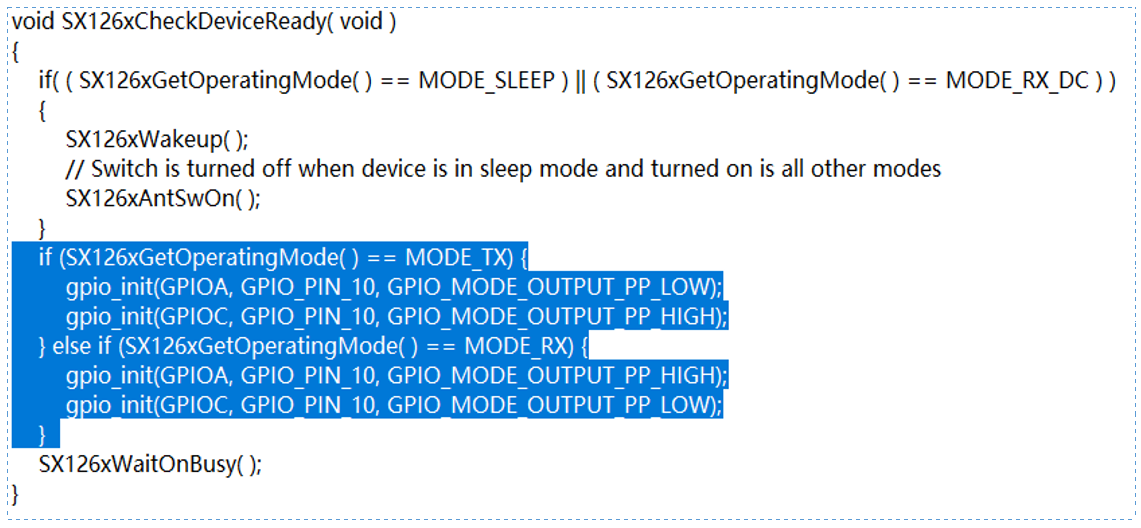 void SX126xCheckDeviceReady( void )
{
    if( ( SX126xGetOperatingMode( ) == MODE_SLEEP ) || ( SX126xGetOperatingMode( ) == MODE_RX_DC ) )
    {
        SX126xWakeup( );
        // Switch is turned off when device is in sleep mode and turned on is all other modes
        SX126xAntSwOn( );
    }
    if (SX126xGetOperatingMode( ) == MODE_TX) {
        gpio_init(GPIOA, GPIO_PIN_10, GPIO_MODE_OUTPUT_PP_LOW);
        gpio_init(GPIOC, GPIO_PIN_10, GPIO_MODE_OUTPUT_PP_HIGH);
    } else if (SX126xGetOperatingMode( ) == MODE_RX) {
        gpio_init(GPIOA, GPIO_PIN_10, GPIO_MODE_OUTPUT_PP_HIGH);
        gpio_init(GPIOC, GPIO_PIN_10, GPIO_MODE_OUTPUT_PP_LOW);
    }
    SX126xWaitOnBusy( );
}